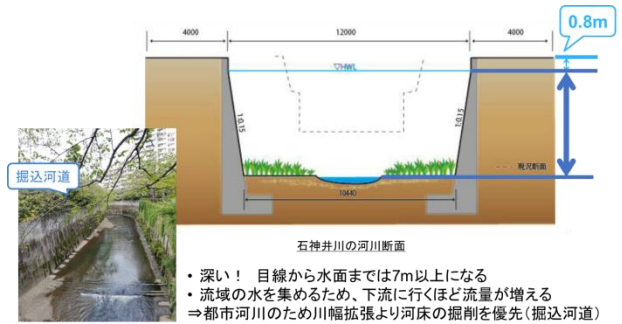 0.8m
4000
12000
4000
▽HWL
1:0.15
1:0.15
現況断面
掘込河道
10440
石神井川の河川断面
・深い！　目線から水面までは7m以上になる
・流域の水を集めるため、下流に行くほど流量が増える
⇒都市河川のため川幅拡張より河床の掘削を優先（掘込河道）